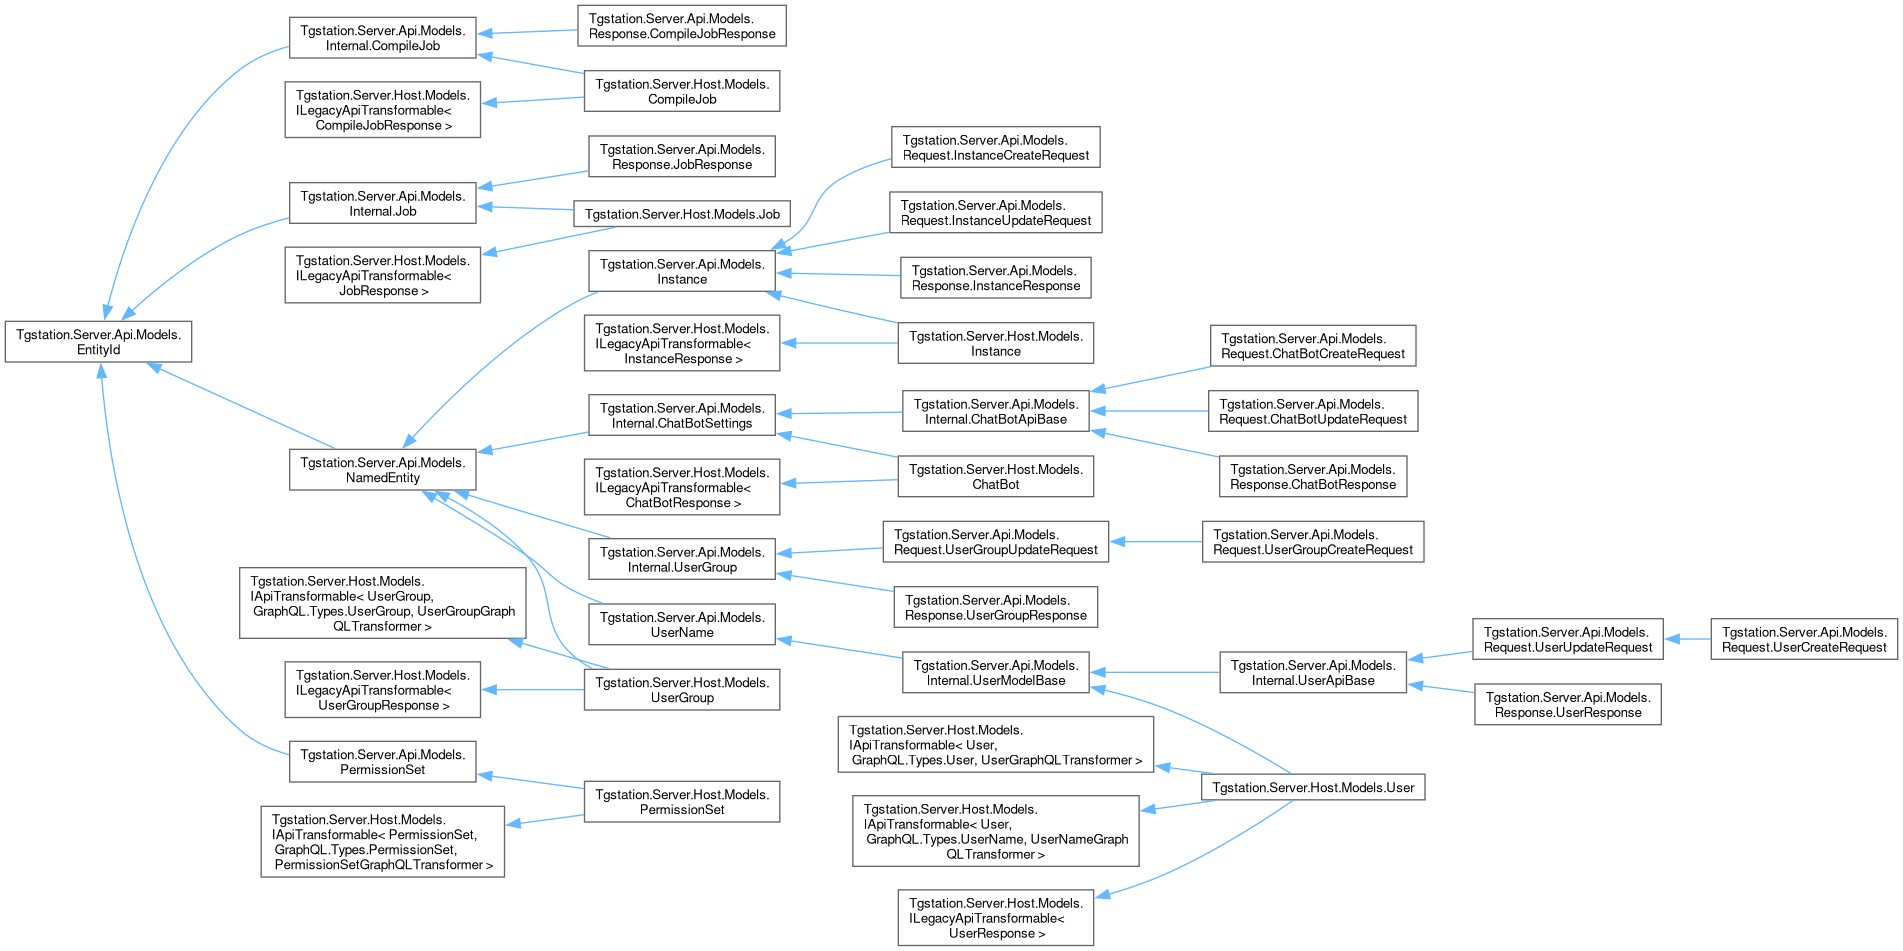 Tgstation.Server.Api.Models.
EntityId
Tgstation.Server.Api.Models.
Internal.CompileJob
Tgstation.Server.Host.Models.
ILegacyApiTransformable<
CompileJobResponse >
Tgstation.Server.Api.Models.
Internal.Job
Tgstation.Server.Host.Models.
ILegacyApiTransformable<
JobResponse >
Tgstation.Server.Api.Models.
NamedEntity
Tgstation.Server.Host.Models.
IApiTransformable< UserGroup,
GraphQL.Types.UserGroup, UserGroupGraph
QLTransformer >
Tgstation.Server.Host.Models.
ILegacyApiTransformable<
UserGroupResponse >
Tgstation.Server.Api.Models.
PermissionSet
Tgstation.Server.Host.Models.
IApiTransformable< PermissionSet,
GraphQL.Types.PermissionSet,
PermissionSetGraphQLTransformer >
Tgstation.Server.Api.Models.
Response.CompileJobResponse
Tgstation.Server.Host.Models.
CompileJob
Tgstation.Server.Api.Models.
Response.JobResponse
Tgstation.Server.Host.Models.Job
Tgstation.Server.Api.Models.
Instance
Tgstation.Server.Host.Models.
ILegacyApiTransformable<
InstanceResponse >
Tgstation.Server.Api.Models.
Internal.ChatBotSettings
Tgstation.Server.Host.Models.
ILegacyApiTransformable<
ChatBotResponse >
Tgstation.Server.Api.Models.
Internal.UserGroup
Tgstation.Server.Api.Models.
UserName
Tgstation.Server.Host.Models.
UserGroup
Tgstation.Server.Host.Models.
PermissionSet
Tgstation.Server.Api.Models.
Request.InstanceCreateRequest
Tgstation.Server.Api.Models.
Request.InstanceUpdateRequest
Tgstation.Server.Api.Models.
Response.InstanceResponse
Tgstation.Server.Host.Models.
Instance
Tgstation.Server.Api.Models.
Internal.ChatBotApiBase
Tgstation.Server.Host.Models.
ChatBot
Tgstation.Server.Api.Models.
Request.UserGroupUpdateRequest
Tgstation.Server.Api.Models.
Response.UserGroupResponse
Tgstation.Server.Api.Models.
Internal.UserModelBase
Tgstation.Server.Host.Models.
IApiTransformable< User,
GraphQL.Types.User, UserGraphQLTransformer >
Tgstation.Server.Host.Models.
IApiTransformable< User,
GraphQL.Types.UserName, UserNameGraph
QLTransformer >
Tgstation.Server.Host.Models.
ILegacyApiTransformable<
UserResponse >
Tgstation.Server.Api.Models.
Request.ChatBotCreateRequest
Tgstation.Server.Api.Models.
Request.ChatBotUpdateRequest
Tgstation.Server.Api.Models.
Response.ChatBotResponse
Tgstation.Server.Api.Models.
Request.UserGroupCreateRequest
Tgstation.Server.Api.Models.
Internal.UserApiBase
Tgstation.Server.Host.Models.User
Tgstation.Server.Api.Models.
Request.UserUpdateRequest
Tgstation.Server.Api.Models.
Response.UserResponse
Tgstation.Server.Api.Models.
Request.UserCreateRequest